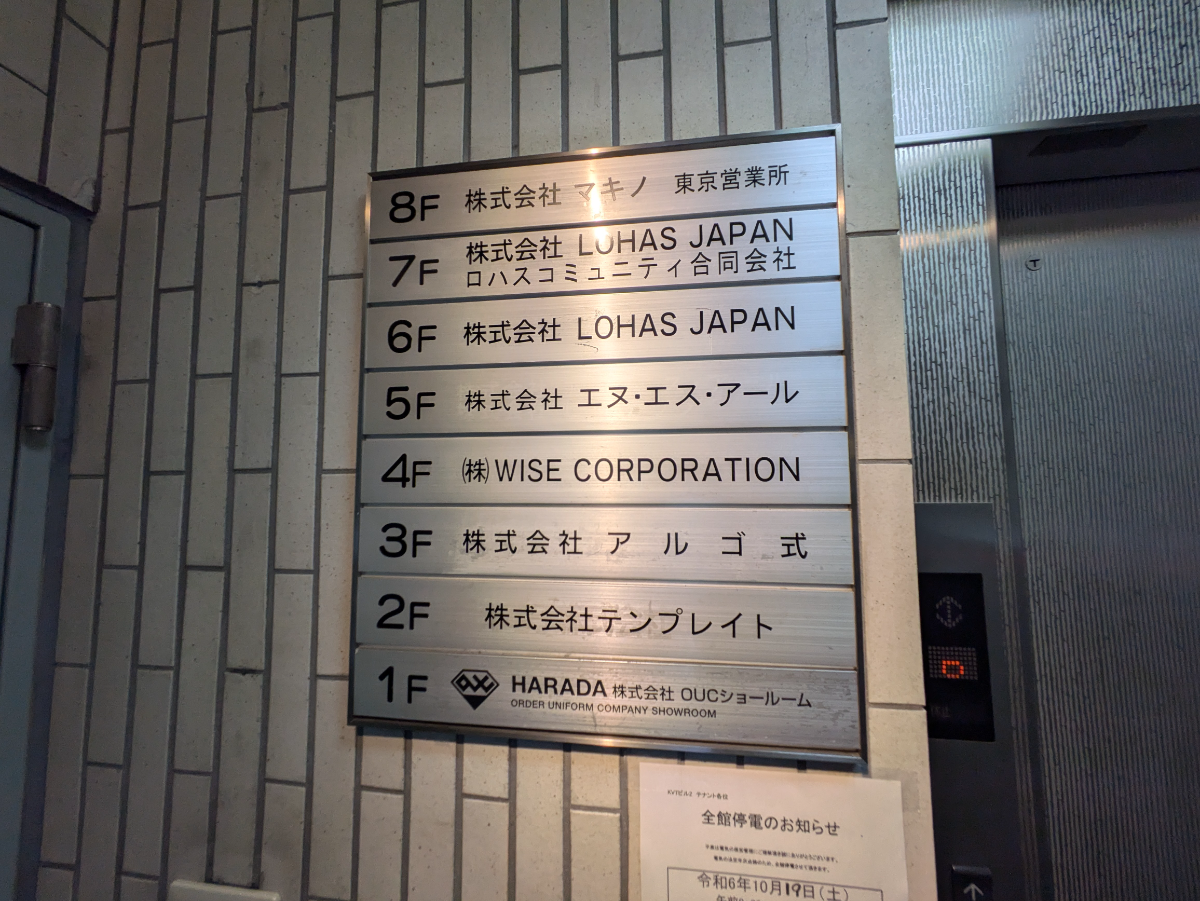 8F 株式会社 マキノ 東京営業所
7F 株式会社 LOHAS JAPAN
ロハスコミュニティ合同会社
6F 株式会社 LOHAS JAPAN
5F 株式会社 エヌ・エス・アール
4F (株)WISE CORPORATION
3F 株式会社 アルゴ式
2F 株式会社テンプレイト
1F OUC HARADA 株式会社 OUCショールーム
ORDER UNIFORM COMPANY SHOWROOM
テナント各位
全館停電のお知らせ
令和6年10月19日(土)